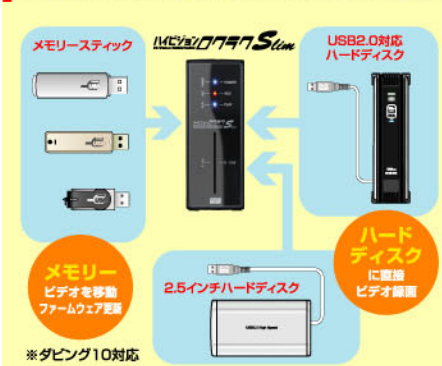 メモリースティック
ハイビジョンロクラクSlim
USB2.0対応
ハードディスク
メモリー
ビデオを移動
ファームウェア更新
ハード
ディスク
に直接
ビデオ録画
2.5インチハードディスク
※ダビング10対応